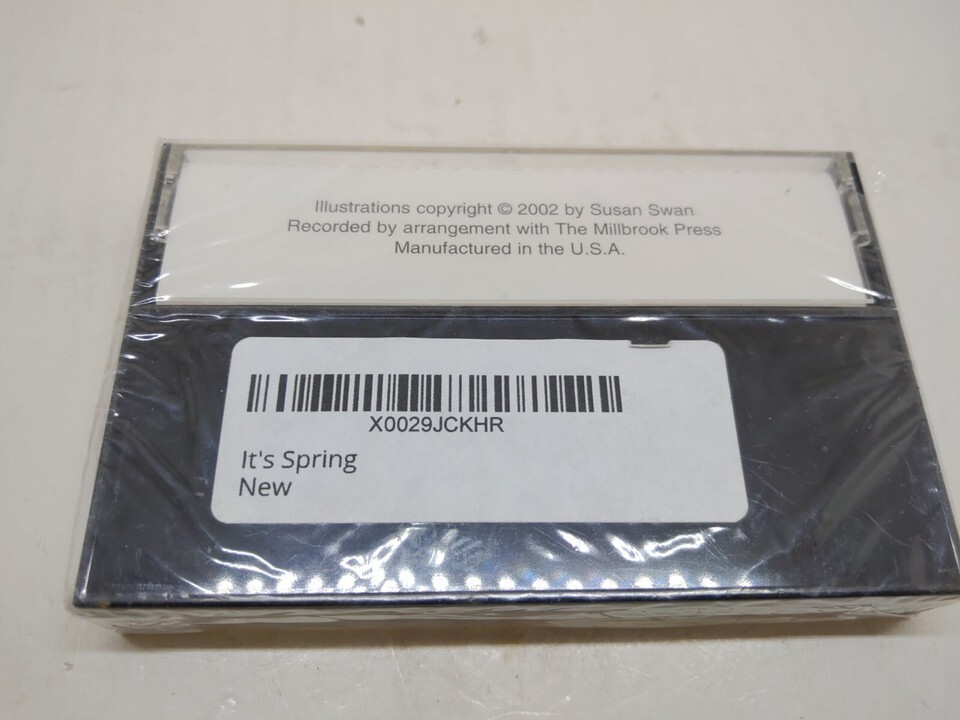 Illustrations copyright © 2002 by Susan Swan
Recorded by arrangement with The Millbrook Press
Manufactured in the U.S.A.
X0029JCKHR
It's Spring
New